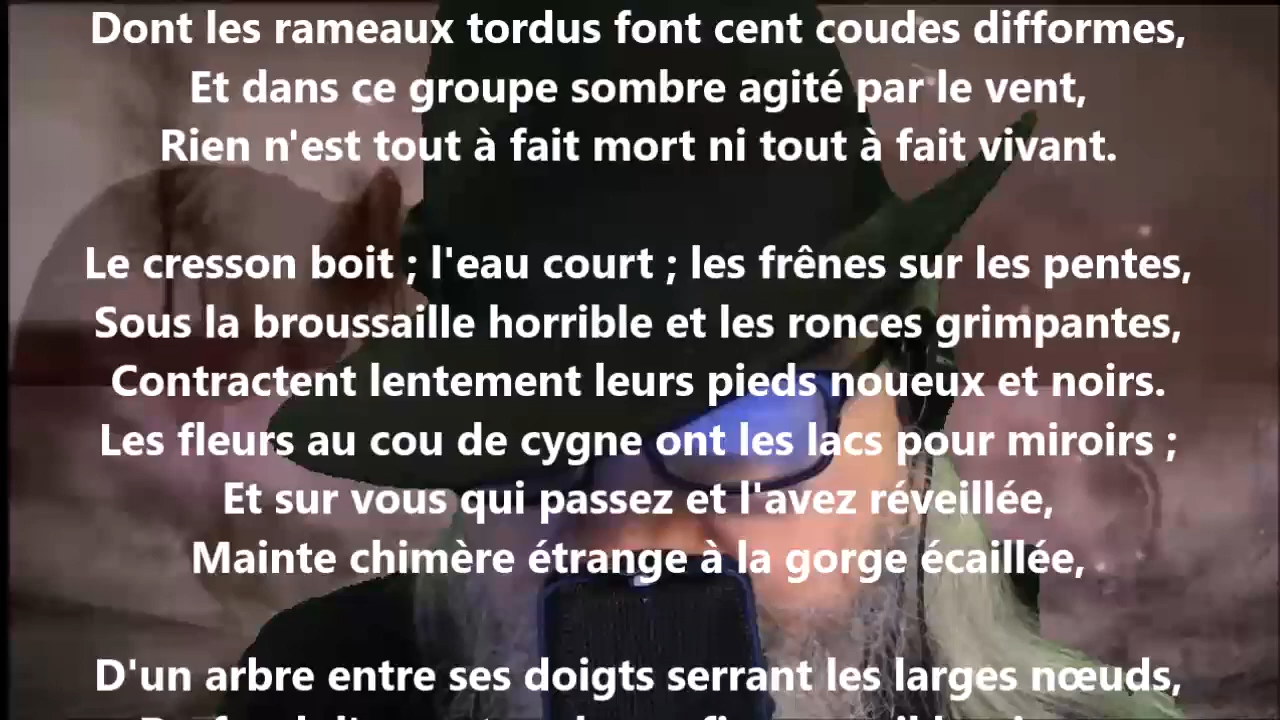 Dont les rameaux tordus font cent coudes difformes,
Et dans ce groupe sombre agité par le vent,
Rien n'est tout à fait mort ni tout à fait vivant.
Le cresson boit ; l'eau court ; les frênes sur les pentes,
Sous la broussaille horrible et les ronces grimpantes,
Contractent lentement leurs pieds noueux et noirs.
Les fleurs au cou de cygne ont les lacs pour miroirs ;
Et sur vous qui passez et l'avez réveillée,
Mainte chimère étrange à la gorge écaillée,
D'un arbre entre ses doigts serrant les larges nœuds,